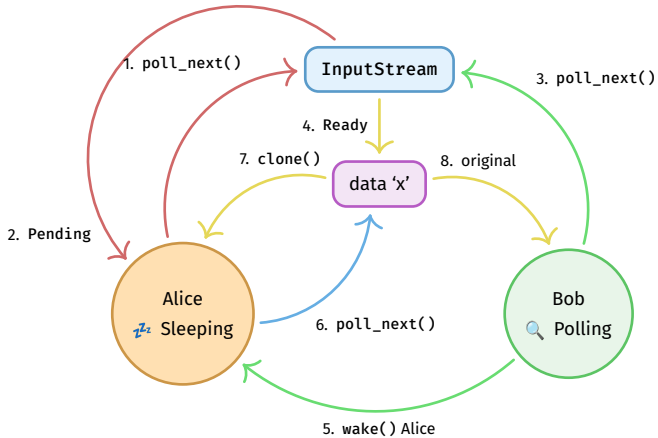 1. poll_next()
InputStream
3. poll_next()
4. Ready
7. clone()
8. original
data ‘x’
2. Pending
Alice
💤 Sleeping
Bob
🔍 Polling
6. poll_next()
5. wake() Alice